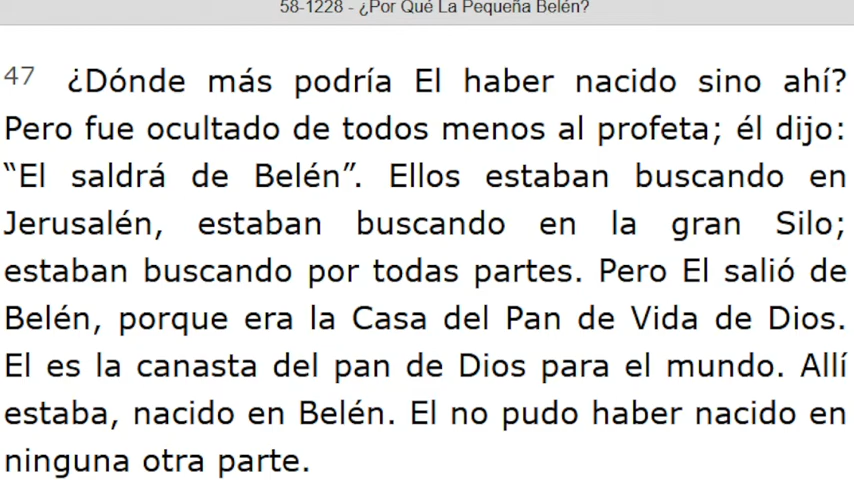 58-1228 - ¿Por Qué La Pequeña Belén?
47 ¿Dónde más podría El haber nacido sino ahí?
Pero fue ocultado de todos menos al profeta; él dijo:
“El saldrá de Belén”. Ellos estaban buscando en
Jerusalén, estaban buscando en la gran Silo;
estaban buscando por todas partes. Pero El salió de
Belén, porque era la Casa del Pan de Vida de Dios.
El es la canasta del pan de Dios para el mundo. Allí
estaba, nacido en Belén. El no pudo haber nacido en
ninguna otra parte.